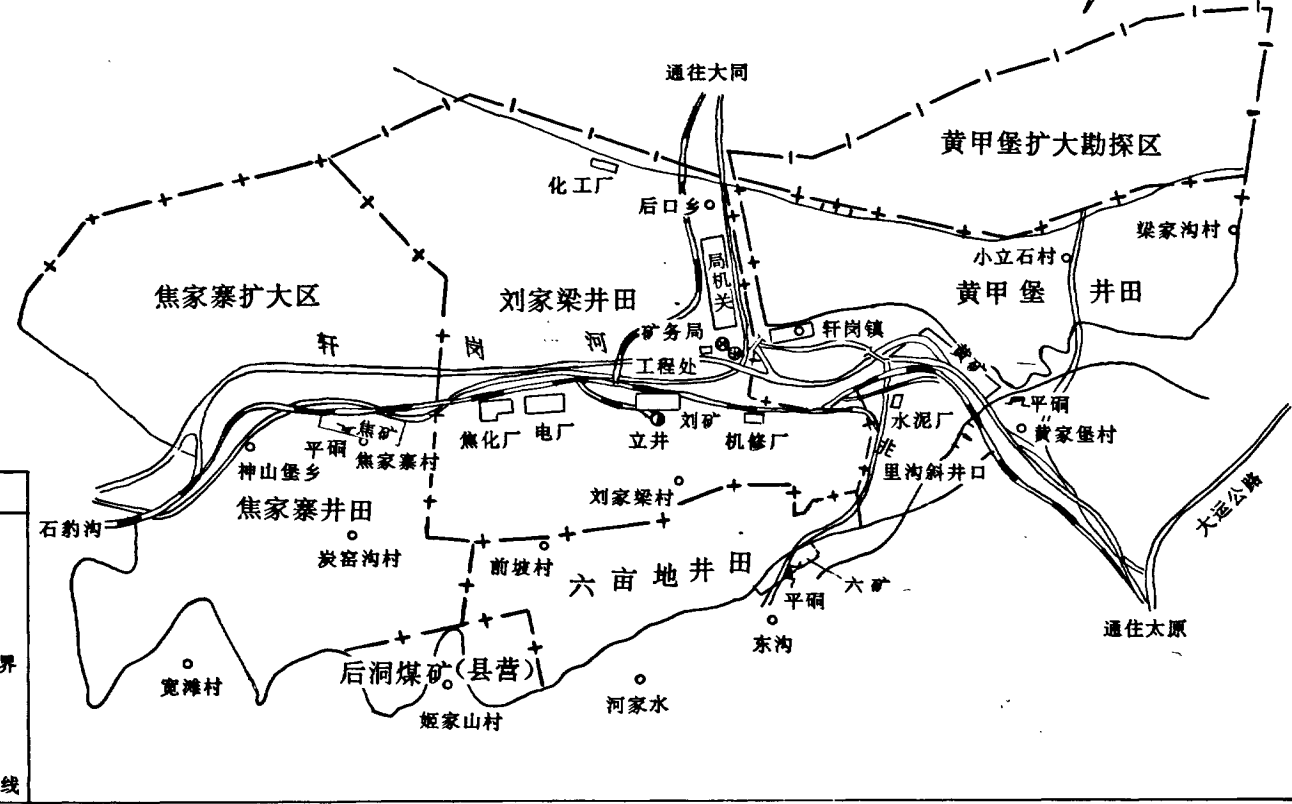 通往大同
黄甲堡扩大勘探区
化工厂
后口乡
梁家沟村
小立石村
局机关
焦家寨扩大区
刘家梁井田
黄甲堡 井田
轩 岗 河
矿务局
轩岗镇
工程处
黄矿
平硐
焦矿
焦化厂
电厂
立井
刘矿
机修厂
水泥厂
黄家堡村
平硐
焦家寨村
神山堡乡
北
里沟斜井口
刘家梁村
焦家寨井田
石豹沟
炭窑沟村
前坡村
六亩地井田
大运公路
六矿
平硐
东沟
通住太原
界
后洞煤矿(县营)
宽滩村
姬家山村
河家水
线